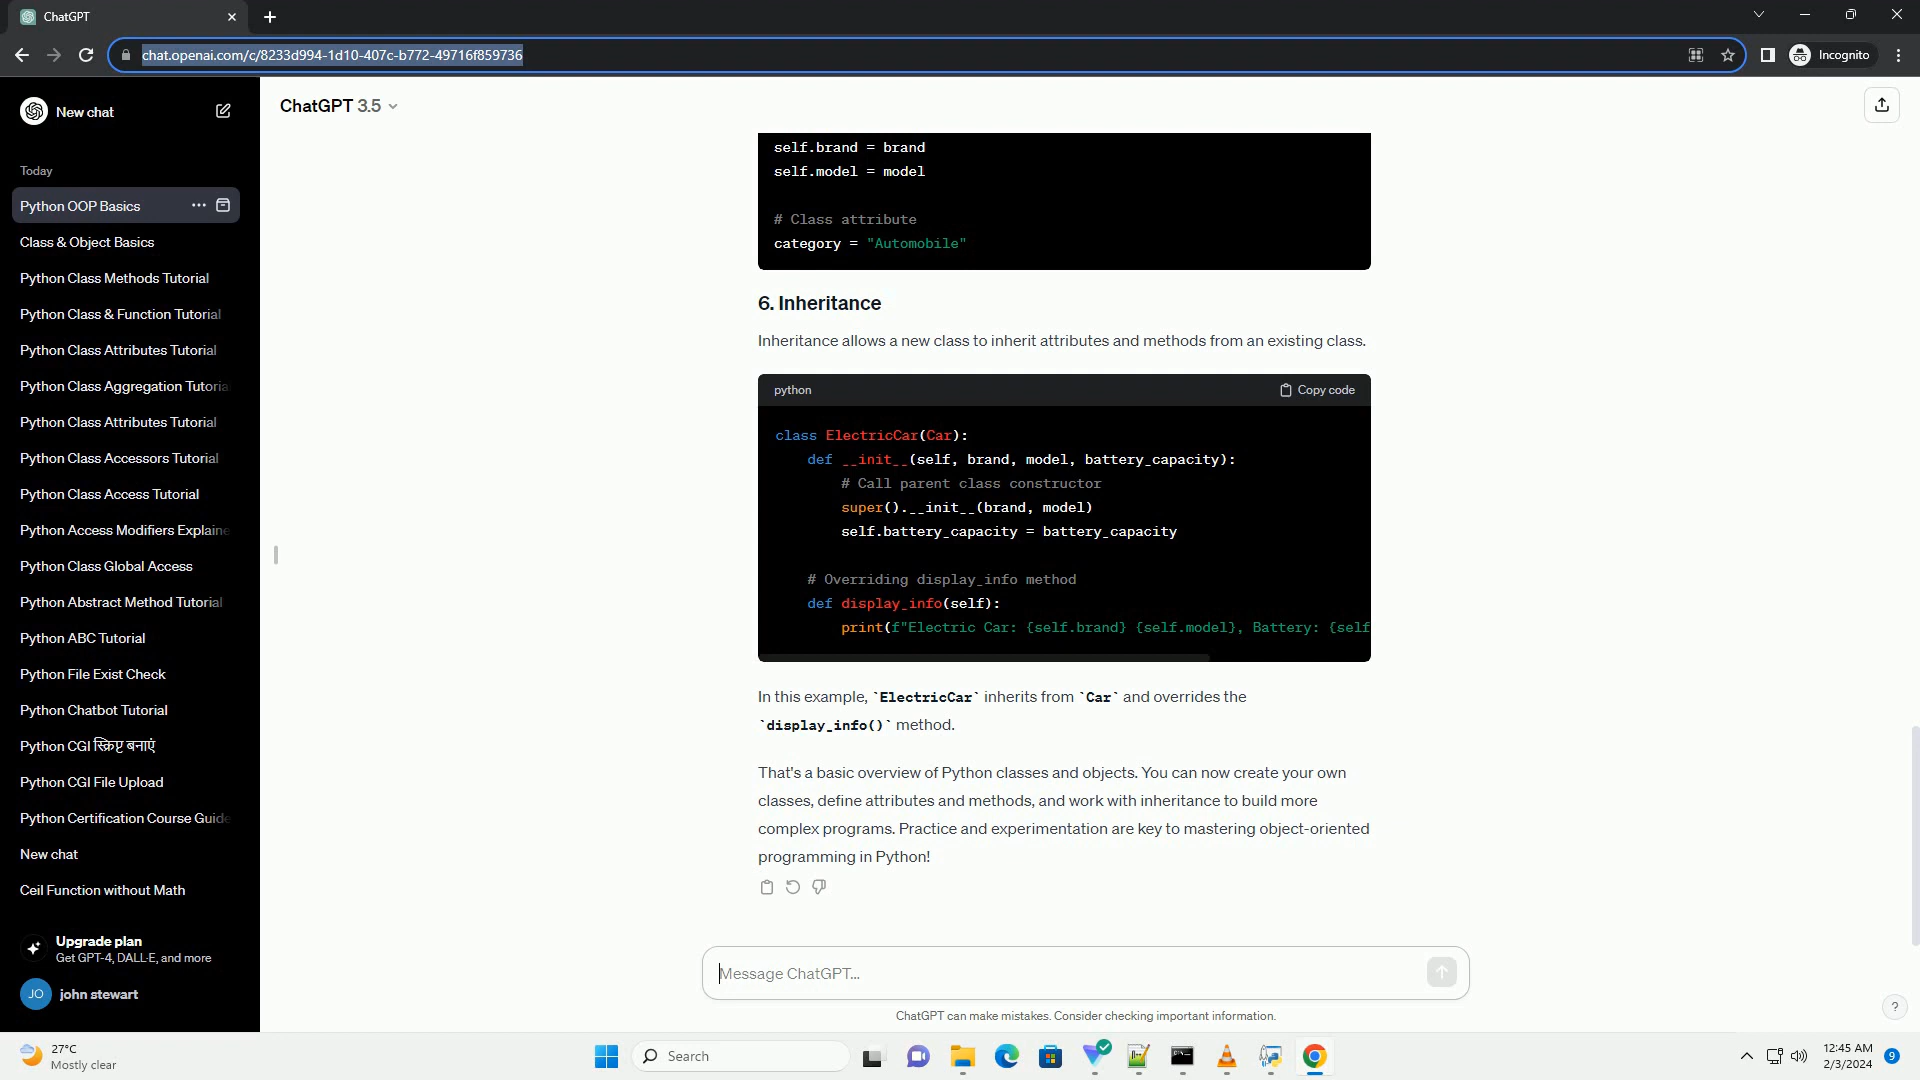 ChatGPT
chat.openai.com/c/8233d994-1d10-407c-b772-49716f859736
Incognito
New chat
Today
Python OOP Basics
Class & Object Basics
Python Class Methods Tutorial
Python Class & Function Tutorial
Python Class Attributes Tutorial
Python Class Aggregation Tutoria
Python Class Attributes Tutorial
Python Class Accessors Tutorial
Python Class Access Tutorial
Python Access Modifiers Explaine
Python Class Global Access
Python Abstract Method Tutorial
Python ABC Tutorial
Python File Exist Check
Python Chatbot Tutorial
Python CGI स्क्रिप्ट बनाएं
Python CGI File Upload
Python Certification Course Guide
New chat
Ceil Function without Math
Upgrade plan
Get GPT-4, DALL·E, and more
JO john stewart
ChatGPT 3.5
self.brand = brand
self.model = model
# Class attribute
category = "Automobile"
6. Inheritance
Inheritance allows a new class to inherit attributes and methods from an existing class.
python Copy code
class ElectricCar(Car):
def __init__(self, brand, model, battery_capacity):
# Call parent class constructor
super().__init__(brand, model)
self.battery_capacity = battery_capacity
# Overriding display_info method
def display_info(self):
print(f"Electric Car: {self.brand} {self.model}, Battery: {self
In this example, `ElectricCar` inherits from `Car` and overrides the
`display_info()` method.
That's a basic overview of Python classes and objects. You can now create your own
classes, define attributes and methods, and work with inheritance to build more
complex programs. Practice and experimentation are key to mastering object-oriented
programming in Python!
Message ChatGPT...
ChatGPT can make mistakes. Consider checking important information.
?
27°C
Mostly clear
Search
12:45 AM
2/3/2024
9